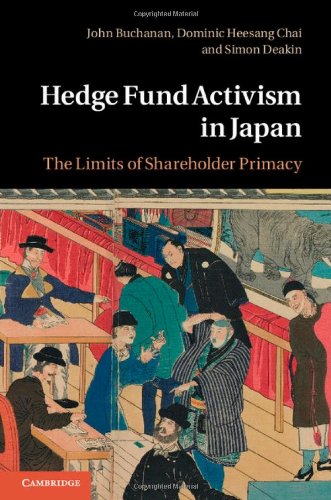 John Buchanan, Dominic Heesang Chai
and Simon Deakin
Hedge Fund Activism
in Japan
The Limits of Shareholder Primacy
CAMBRIDGE